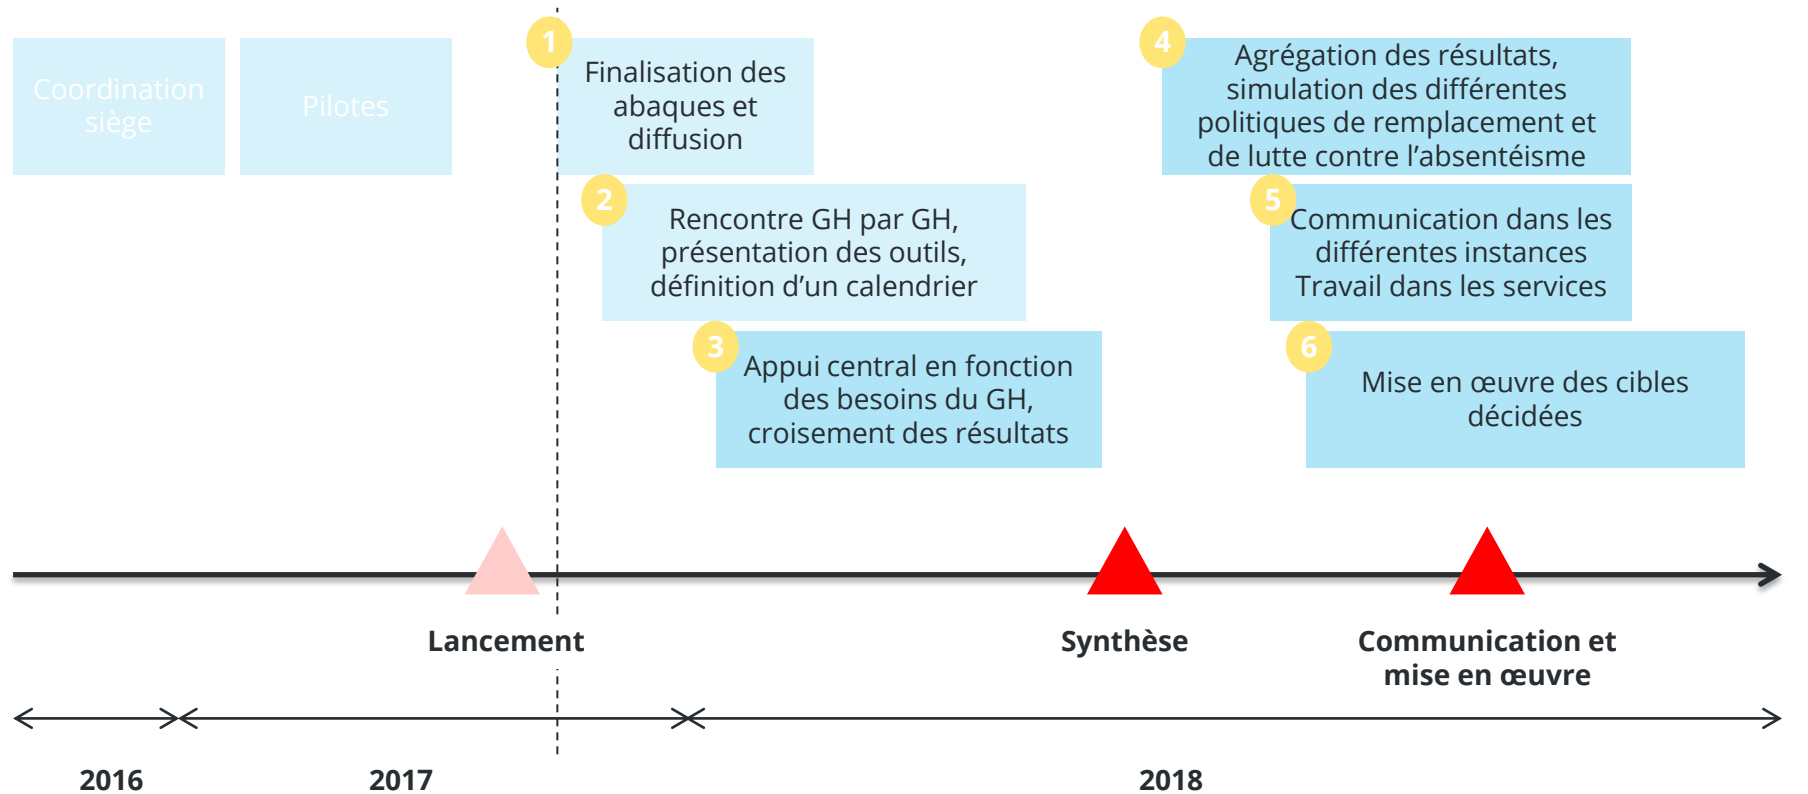 Coordination
siège
Pilotes
1
Finalisation des
abaques et
diffusion
2
Rencontre GH par GH,
présentation des outils,
définition d’un calendrier
3
Appui central en fonction
des besoins du GH,
croisement des résultats
4
Agrégation des résultats,
simulation des différentes
politiques de remplacement et
de lutte contre l’absentéisme
5
Communication dans les
différentes instances
Travail dans les services
6
Mise en œuvre des cibles
décidées
Lancement
Synthèse
Communication et
mise en œuvre
2016
2017
2018